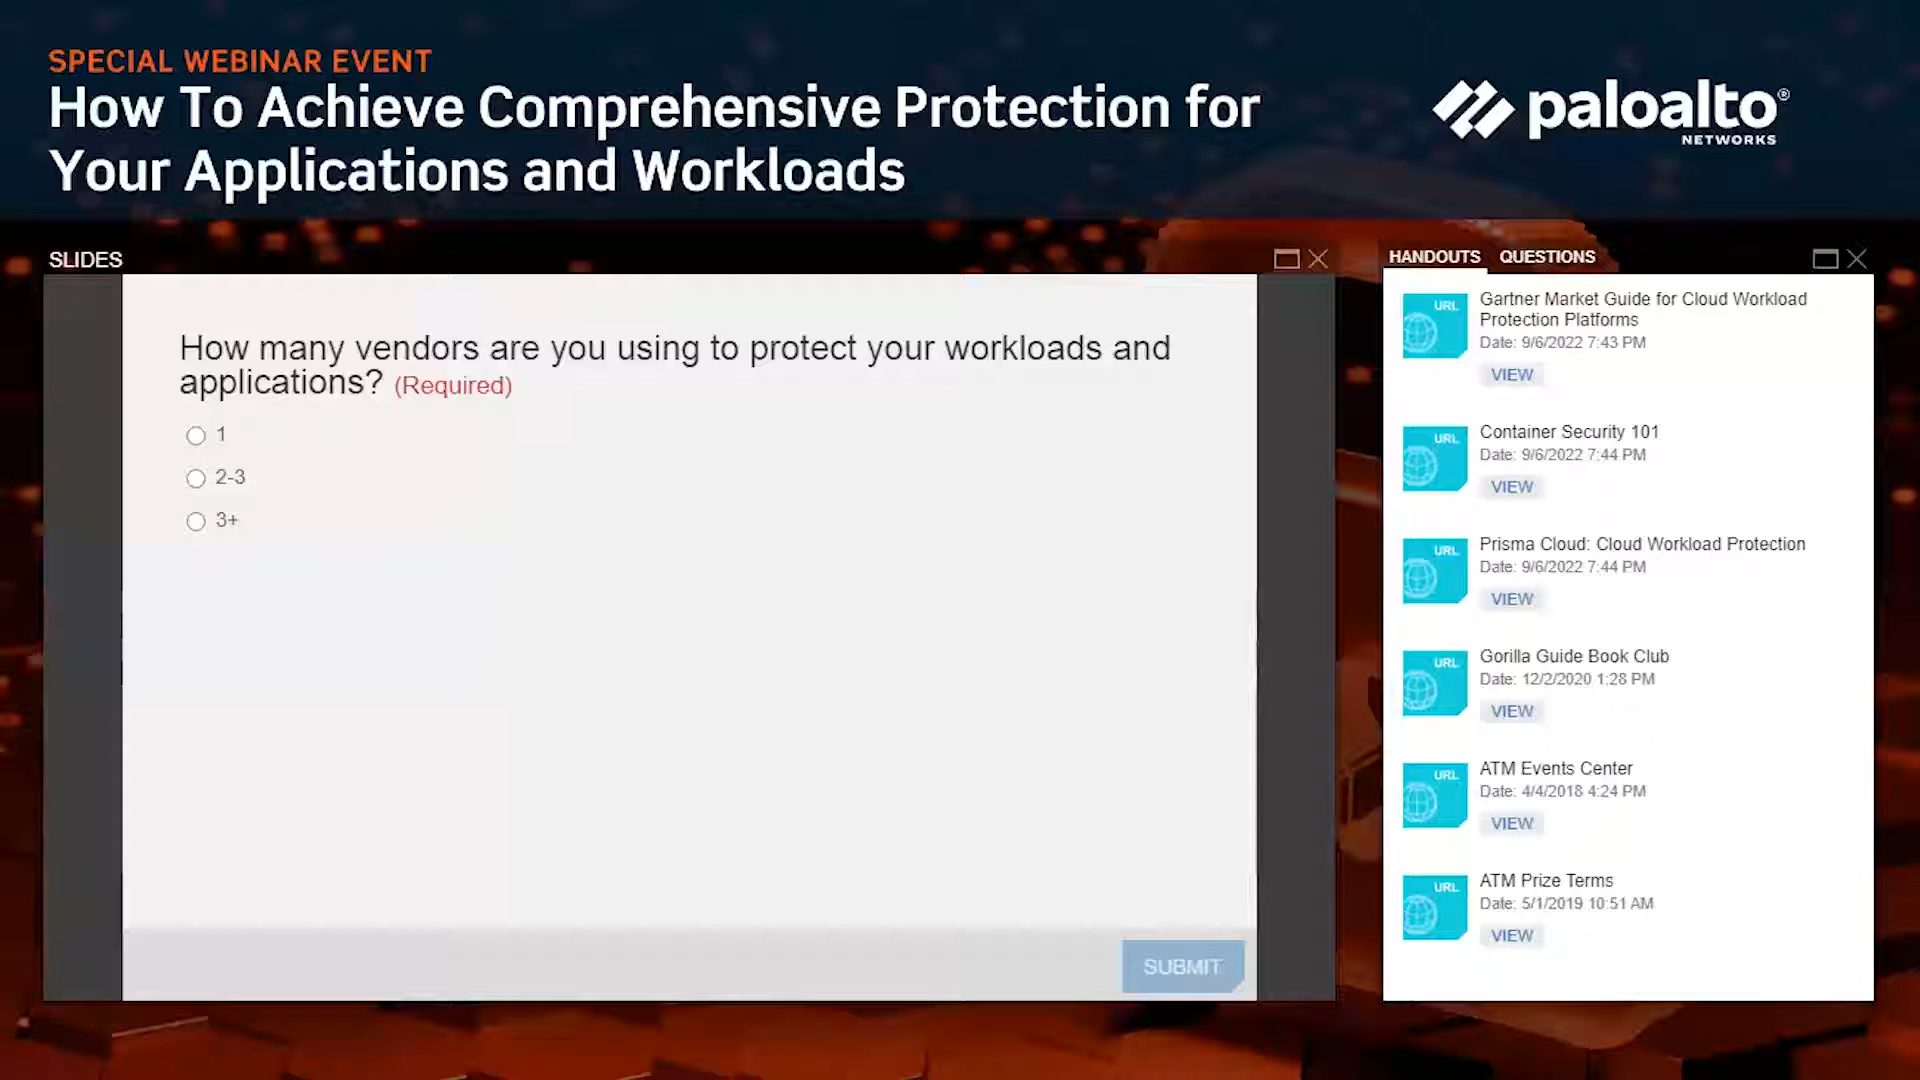 SPECIAL WEBINAR EVENT
How To Achieve Comprehensive Protection for
Your Applications and Workloads
paloalto®
NETWORKS
SLIDES
How many vendors are you using to protect your workloads and
applications? (Required)
1
2-3
3+
SUBMIT
HANDOUTS QUESTIONS
URL
Gartner Market Guide for Cloud Workload
Protection Platforms
Date: 9/6/2022 7:43 PM
VIEW
URL
Container Security 101
Date: 9/6/2022 7:44 PM
VIEW
URL
Prisma Cloud: Cloud Workload Protection
Date: 9/6/2022 7:44 PM
VIEW
URL
Gorilla Guide Book Club
Date: 12/2/2020 1:28 PM
VIEW
URL
ATM Events Center
Date: 4/4/2018 4:24 PM
VIEW
URL
ATM Prize Terms
Date: 5/1/2019 10:51 AM
VIEW